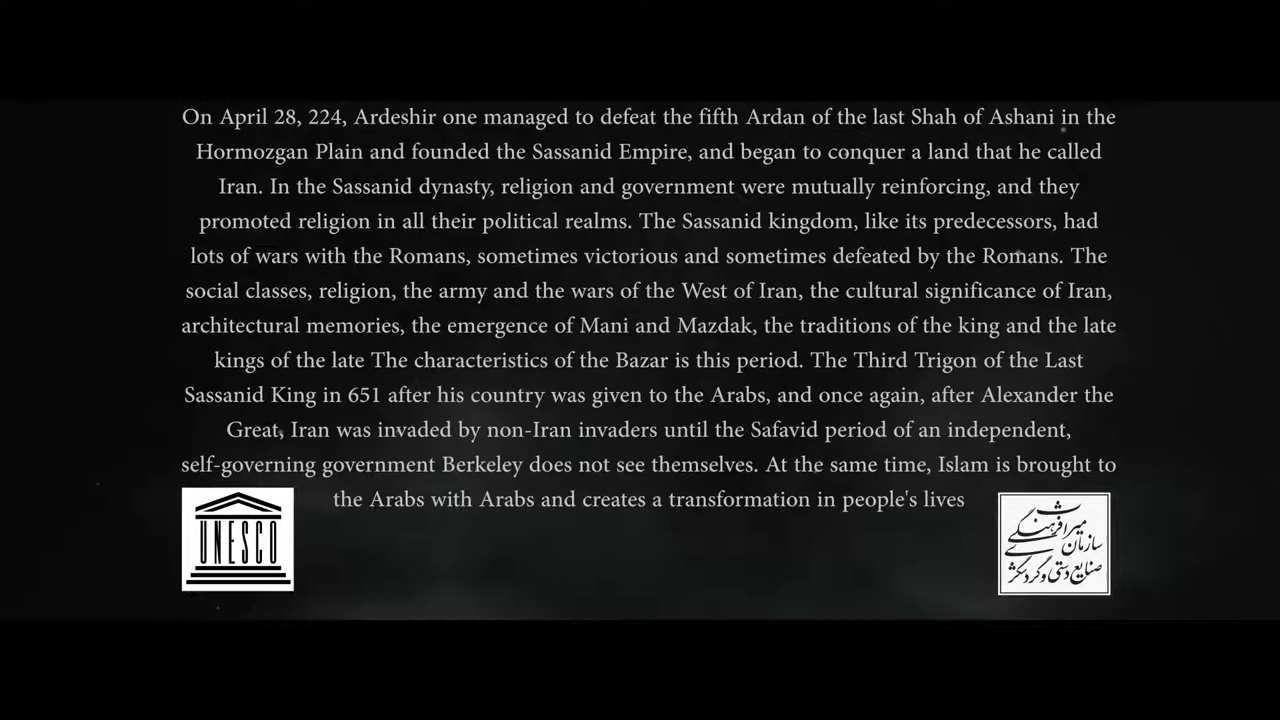 On April 28, 224, Ardeshir one managed to defeat the fifth Ardan of the last Shah of Ashani in the
Hormozgan Plain and founded the Sassanid Empire, and began to conquer a land that he called
Iran. In the Sassanid dynasty, religion and government were mutually reinforcing, and they
promoted religion in all their political realms. The Sassanid kingdom, like its predecessors, had
lots of wars with the Romans, sometimes victorious and sometimes defeated by the Romans. The
social classes, religion, the army and the wars of the West of Iran, the cultural significance of Iran,
architectural memories, the emergence of Mani and Mazdak, the traditions of the king and the late
kings of the late The characteristics of the Bazar is this period. The Third Trigon of the Last
Sassanid King in 651 after his country was given to the Arabs, and once again, after Alexander the
Great, Iran was invaded by non-Iran invaders until the Safavid period of an independent,
self-governing government Berkeley does not see themselves. At the same time, Islam is brought to
the Arabs with Arabs and creates a transformation in people's lives
UNESCO
سازمان میراث فرهنگی
صنایع دستی و گردشگری